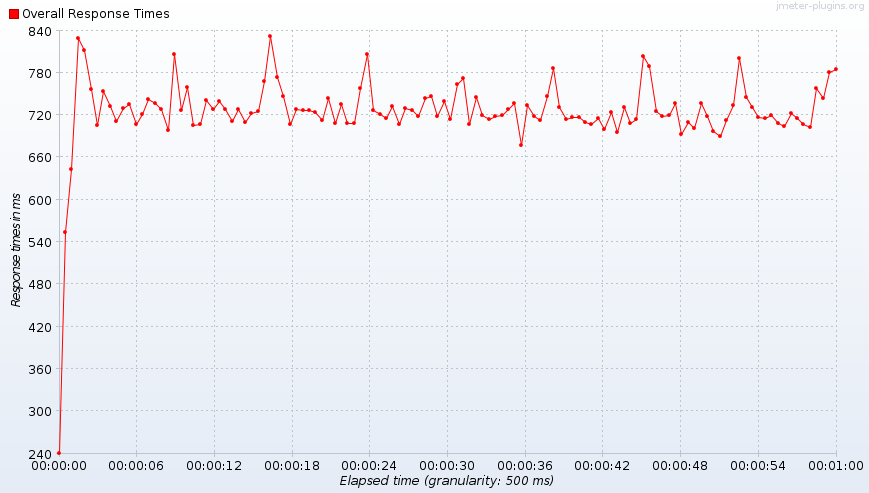 jmeter-plugins.org
Overall Response Times
840
780
720
660
600
540
480
420
360
300
240
Response times in ms
00:00:00 00:00:06 00:00:12 00:00:18 00:00:24 00:00:30 00:00:36 00:00:42 00:00:48 00:00:54 00:01:00
Elapsed time (granularity: 500 ms)